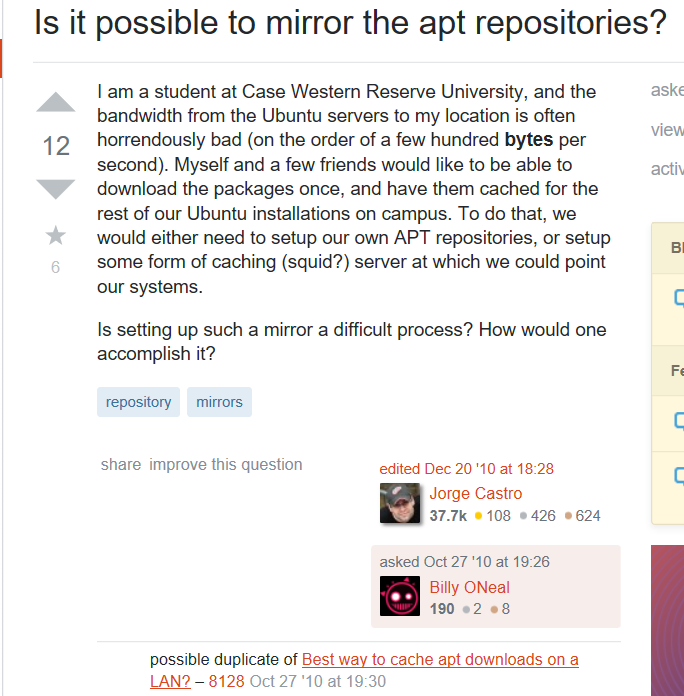 Is it possible to mirror the apt repositories?
I am a student at Case Western Reserve University, and the
bandwidth from the Ubuntu servers to my location is often
horrendously bad (on the order of a few hundred bytes per
second). Myself and a few friends would like to be able to
download the packages once, and have them cached for the
rest of our Ubuntu installations on campus. To do that, we
would either need to setup our own APT repositories, or setup
some form of caching (squid?) server at which we could point
our systems.
Is setting up such a mirror a difficult process? How would one
accomplish it?
12
6
repository mirrors
share improve this question
edited Dec 20 '10 at 18:28
Jorge Castro
37.7k 108 426 624
asked Oct 27 '10 at 19:26
Billy ONeal
190 2 8
possible duplicate of Best way to cache apt downloads on a
LAN? – 8128 Oct 27 '10 at 19:30